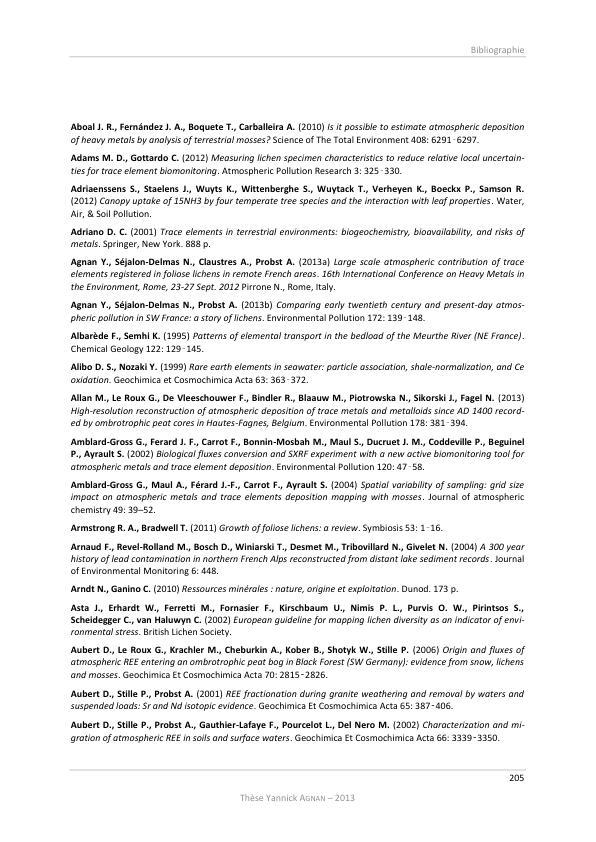 Bibliographie
Aboal J. R., Fernández J. A., Boquete T., Carballeira A. (2010) Is it possible to estimate atmospheric deposition
of heavy metals by analysis of terrestrial mosses? Science of The Total Environment 408: 6291‑6297.
Adams M. D., Gottardo C. (2012) Measuring lichen specimen characteristics to reduce relative local uncertain-
ties for trace element biomonitoring. Atmospheric Pollution Research 3: 325‑330.
Adriaenssens S., Staelens J., Wuyts K., Wittenberghe S., Wuytack T., Verheyen K., Boeckx P., Samson R.
(2012) Canopy uptake of 15NH3 by four temperate tree species and the interaction with leaf properties. Water,
Air, & Soil Pollution.
Adriano D. C. (2001) Trace elements in terrestrial environments: biogeochemistry, bioavailability, and risks of
metals. Springer, New York. 888 p.
Agnan Y., Séjalon-Delmas N., Claustres A., Probst A. (2013a) Large scale atmospheric contribution of trace
elements registered in foliose lichens in remote French areas. 16th International Conference on Heavy Metals in
the Environment, Rome, 23-27 Sept. 2012 Pirrone N., Rome, Italy.
Agnan Y., Séjalon-Delmas N., Probst A. (2013b) Comparing early twentieth century and present-day atmos-
pheric pollution in SW France: a story of lichens. Environmental Pollution 172: 139‑148.
Albarède F., Semhi K. (1995) Patterns of elemental transport in the bedload of the Meurthe River (NE France).
Chemical Geology 122: 129‑145.
Alibo D. S., Nozaki Y. (1999) Rare earth elements in seawater: particle association, shale-normalization, and Ce
oxidation. Geochimica et Cosmochimica Acta 63: 363‑372.
Allan M., Le Roux G., De Vleeschouwer F., Bindler R., Blaauw M., Piotrowska N., Sikorski J., Fagel N. (2013)
High-resolution reconstruction of atmospheric deposition of trace metals and metalloids since AD 1400 record-
ed by ombrotrophic peat cores in Hautes-Fagnes, Belgium. Environmental Pollution 178: 381‑394.
Amblard-Gross G., Ferard J. F., Carrot F., Bonnin-Mosbah M., Maul S., Ducruet J. M., Coddeville P., Beguinel
P., Ayrault S. (2002) Biological fluxes conversion and SXRF experiment with a new active biomonitoring tool for
atmospheric metals and trace element deposition. Environmental Pollution 120: 47‑58.
Amblard-Gross G., Maul A., Férard J.-F., Carrot F., Ayrault S. (2004) Spatial variability of sampling: grid size
impact on atmospheric metals and trace elements deposition mapping with mosses. Journal of atmospheric
chemistry 49: 39–52.
Armstrong R. A., Bradwell T. (2011) Growth of foliose lichens: a review. Symbiosis 53: 1‑16.
Arnaud F., Revel-Rolland M., Bosch D., Winiarski T., Desmet M., Tribovillard N., Givelet N. (2004) A 300 year
history of lead contamination in northern French Alps reconstructed from distant lake sediment records. Journal
of Environmental Monitoring 6: 448.
Arndt N., Ganino C. (2010) Ressources minérales : nature, origine et exploitation. Dunod. 173 p.
Asta J., Erhardt W., Ferretti M., Fornasier F., Kirschbaum U., Nimis P. L., Purvis O. W., Pirintsos S.,
Scheidegger C., van Haluwyn C. (2002) European guideline for mapping lichen diversity as an indicator of envi-
ronmental stress. British Lichen Society.
Aubert D., Le Roux G., Krachler M., Cheburkin A., Kober B., Shotyk W., Stille P. (2006) Origin and fluxes of
atmospheric REE entering an ombrotrophic peat bog in Black Forest (SW Germany): evidence from snow, lichens
and mosses. Geochimica Et Cosmochimica Acta 70: 2815‑2826.
Aubert D., Stille P., Probst A. (2001) REE fractionation during granite weathering and removal by waters and
suspended loads: Sr and Nd isotopic evidence. Geochimica Et Cosmochimica Acta 65: 387‑406.
Aubert D., Stille P., Probst A., Gauthier-Lafaye F., Pourcelot L., Del Nero M. (2002) Characterization and mi-
gration of atmospheric REE in soils and surface waters. Geochimica Et Cosmochimica Acta 66: 3339‑3350.
205
Thèse Yannick AGNAN – 2013